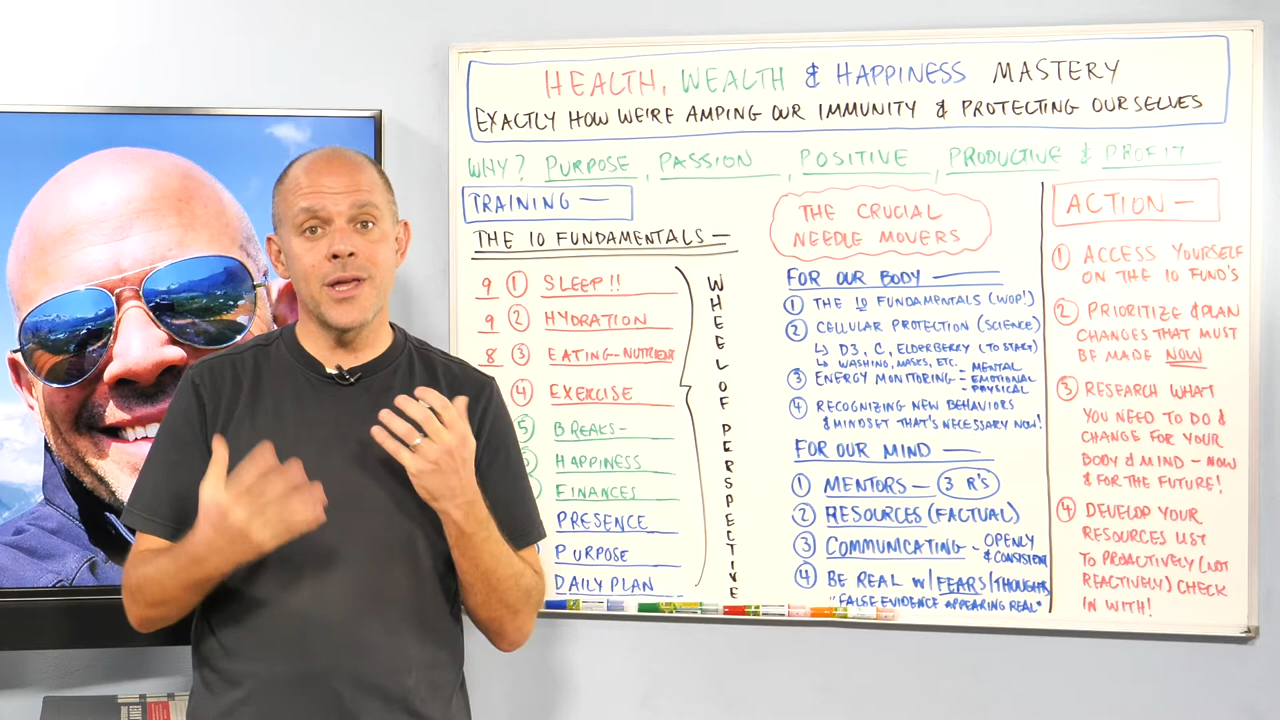 HEALTH, WEALTH & HAPPINESS MASTERY
EXACTLY HOW WE'RE AMPING OUR IMMUNITY & PROTECTING OURSELVES
WHY? PURPOSE, PASSION, POSITIVE, PRODUCTIVE & PROFIT
TRAINING —
THE 10 FUNDAMENTALS —
9 1 SLEEP!!
9 2 HYDRATION
8 3 EATING - NUTRIENT
4 EXERCISE
5 BREAKS -
HAPPINESS
FINANCES
PRESENCE
PURPOSE
DAILY PLAN
WHEEL OF PERSPECTIVE
THE CRUCIAL
NEEDLE MOVERS
FOR OUR BODY —
1 THE 10 FUNDAMENTALS (WOP!)
2 CELLULAR PROTECTION (SCIENCE)
↳ D3, C, ELDERBERRY (TO START)
↳ WASHING, MASKS, ETC.
3 ENERGY MONITORING - MENTAL
- EMOTIONAL
- PHYSICAL
4 RECOGNIZING NEW BEHAVIORS
& MINDSET THAT'S NECESSARY NOW!
FOR OUR MIND —
1 MENTORS — 3 R'S
2 RESOURCES (FACTUAL)
3 COMMUNICATING - OPENLY
& CONSISTENT
4 BE REAL W/FEARS/THOUGHTS
"FALSE EVIDENCE APPEARING REAL"
ACTION —
1 ACCESS YOURSELF
ON THE 10 FUND'S
2 PRIORITIZE & PLAN
CHANGES THAT MUST
BE MADE NOW
3 RESEARCH WHAT
YOU NEED TO DO &
CHANGE FOR YOUR
BODY & MIND - NOW
& FOR THE FUTURE!
4 DEVELOP YOUR
RESOURCES LIST
TO PROACTIVELY (NOT
REACTIVELY) CHECK
IN WITH!